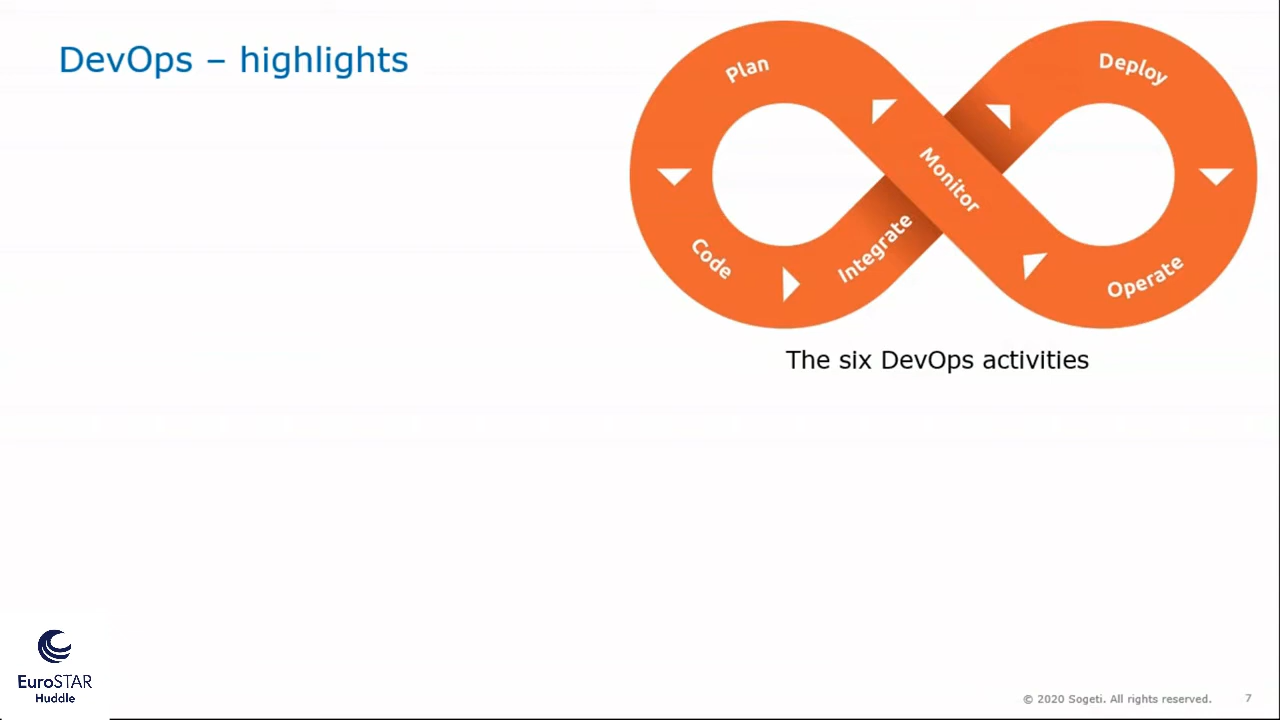 DevOps – highlights
Plan
Deploy
Monitor
Code
Integrate
Operate
The six DevOps activities
EuroSTAR
Huddle
© 2020 Sogeti. All rights reserved.
7